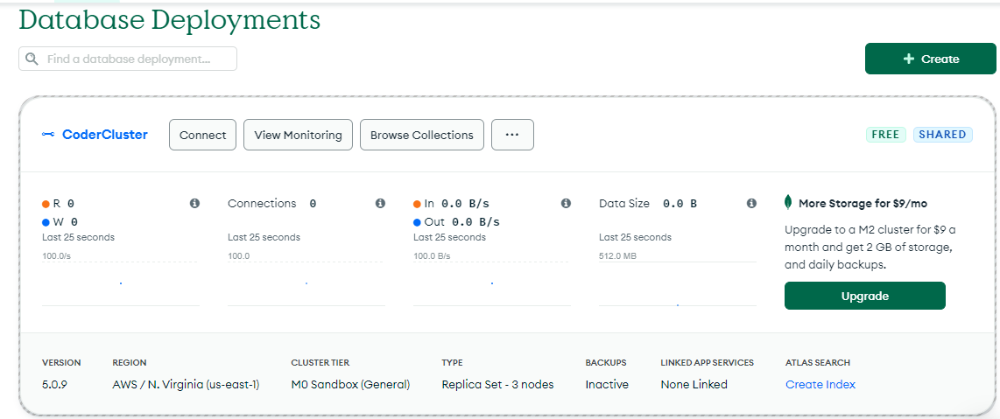 Database Deployments
Find a database deployment...
+ Create
CoderCluster
Connect
View Monitoring
Browse Collections
...
FREE
SHARED
R 0
W 0
Last 25 seconds
100.0/s
Connections 0
Last 25 seconds
100.0
In 0.0 B/s
Out 0.0 B/s
Last 25 seconds
100.0 B/s
Data Size 0.0 B
Last 25 seconds
512.0 MB
More Storage for $9/mo
Upgrade to a M2 cluster for $9 a
month and get 2 GB of storage,
and daily backups.
Upgrade
VERSION
5.0.9
REGION
AWS / N. Virginia (us-east-1)
CLUSTER TIER
M0 Sandbox (General)
TYPE
Replica Set - 3 nodes
BACKUPS
Inactive
LINKED APP SERVICES
None Linked
ATLAS SEARCH
Create Index